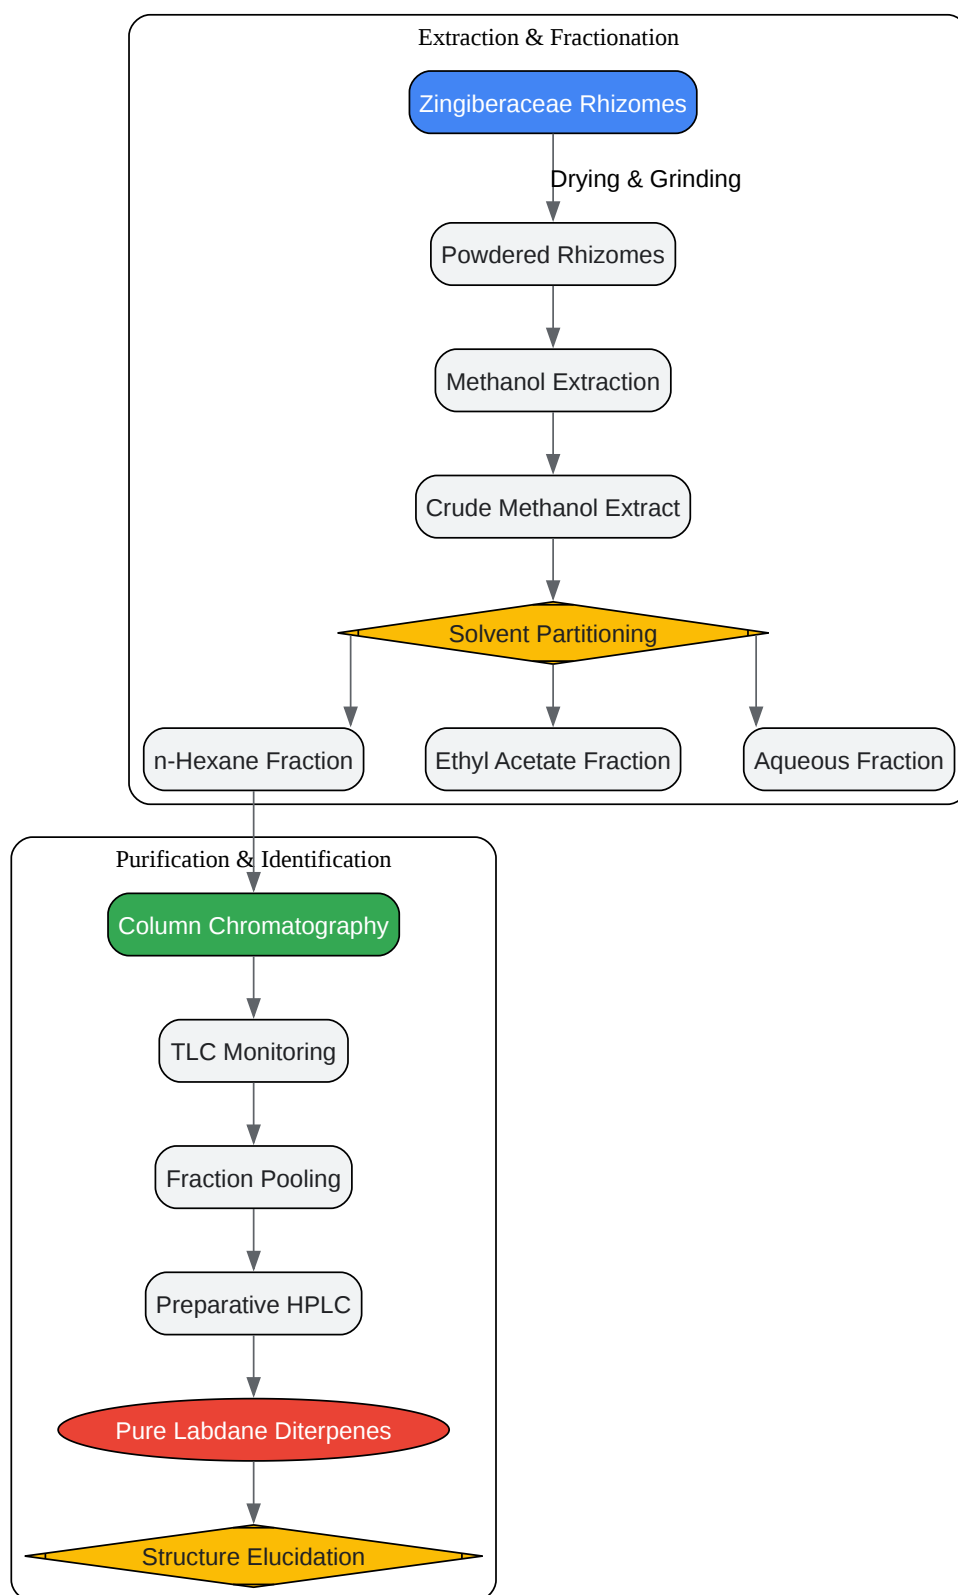 Extraction & Fractionation
Zingiberaceae Rhizomes
Drying & Grinding
Powdered Rhizomes
Methanol Extraction
Crude Methanol Extract
Solvent Partitioning
n-Hexane Fraction
Ethyl Acetate Fraction
Aqueous Fraction
Purification & Identification
Column Chromatography
TLC Monitoring
Fraction Pooling
Preparative HPLC
Pure Labdane Diterpenes
Structure Elucidation